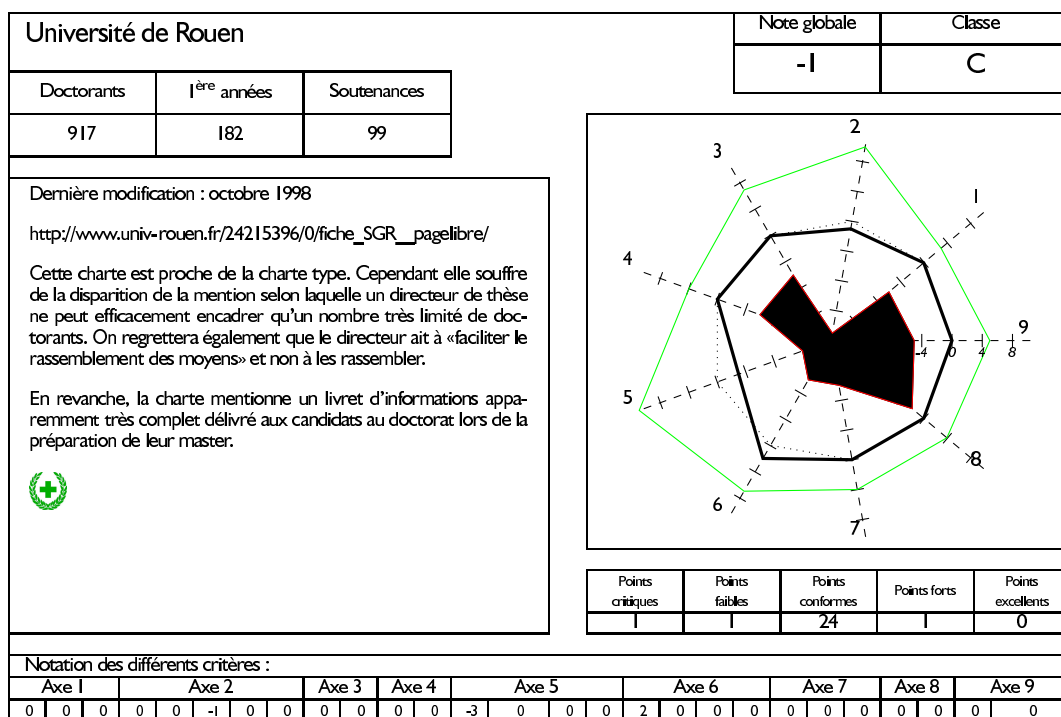 Université de Rouen
Note globale Classe
-1 C
Doctorants 1ère années Soutenances
917 182 99
Dernière modification : octobre 1998
http://www.univ-rouen.fr/24215396/0/fiche_SGR__pagelibre/
Cette charte est proche de la charte type. Cependant elle souffre
de la disparition de la mention selon laquelle un directeur de thèse
ne peut efficacement encadrer qu'un nombre très limité de doc-
torants. On regrettera également que le directeur ait à «faciliter le
rassemblement des moyens» et non à les rassembler.
En revanche, la charte mentionne un livret d'informations appa-
remment très complet délivré aux candidats au doctorat lors de la
préparation de leur master.
2
3
1
4
9
-4 0 4 8
5
8
6
7
Points critiques Points faibles Points conformes Points forts Points excellents
1 1 24 1 0
Notation des différents critères :
Axe 1 Axe 2 Axe 3 Axe 4 Axe 5 Axe 6 Axe 7 Axe 8 Axe 9
0 0 0 0 0 -1 0 0 0 0 0 0 -3 0 0 0 2 0 0 0 0 0 0 0 0 0 0